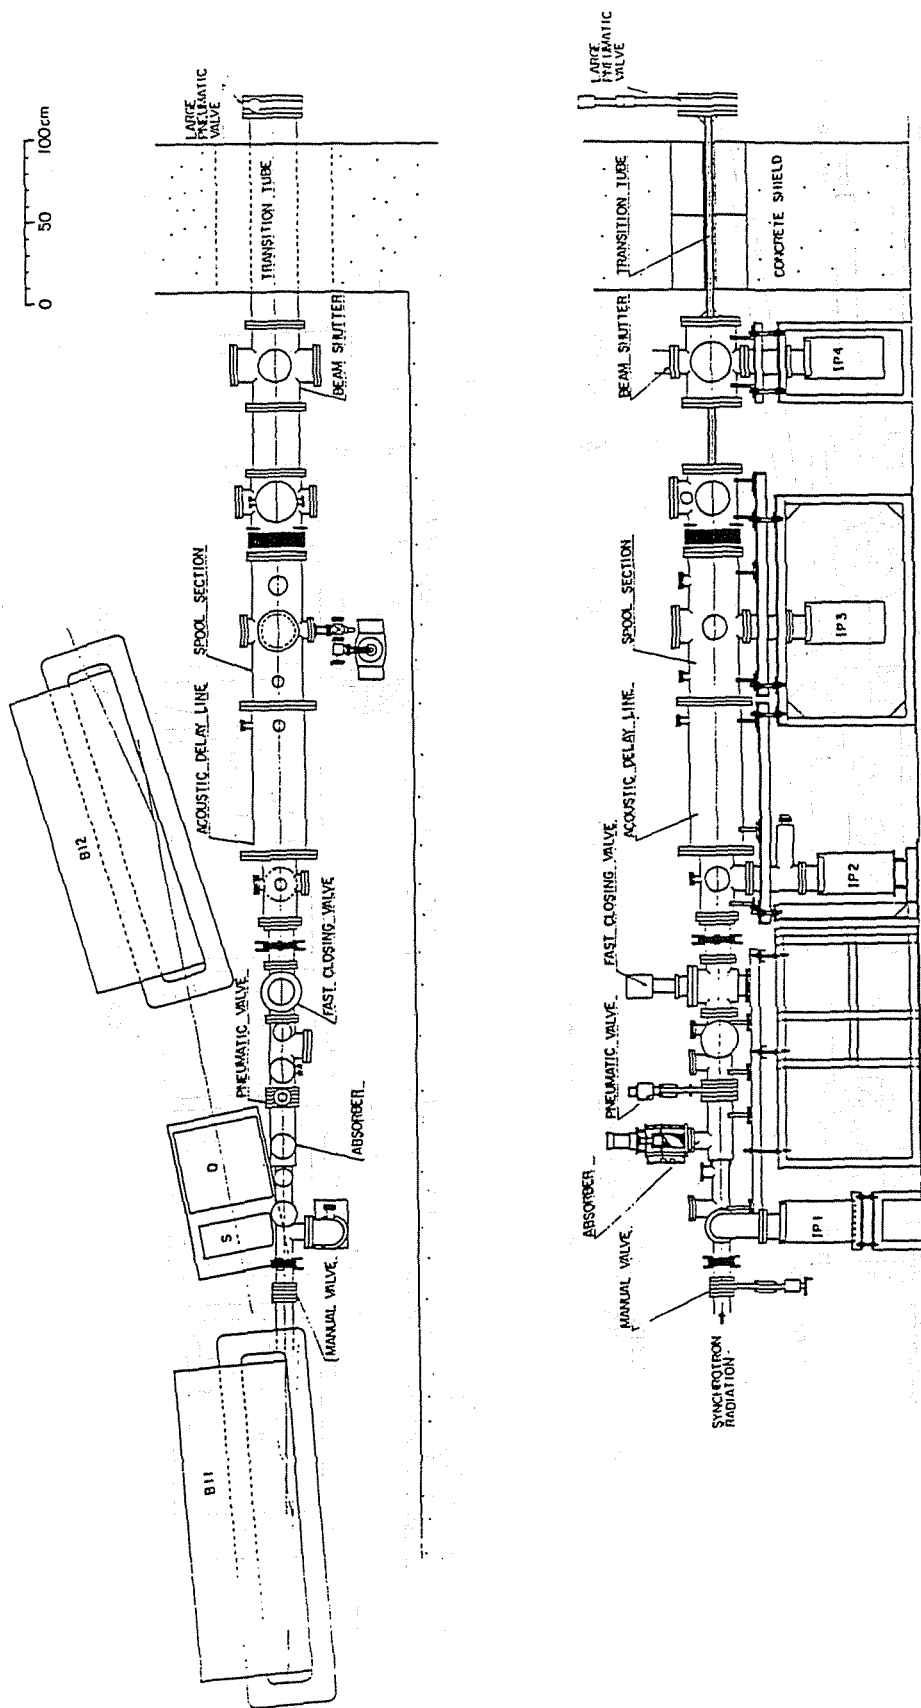 0
50
100cm
B12
B11
Q
S
MANUAL VALVE
ABSORBER
PNEUMATIC VALVE
FAST CLOSING VALVE
ACOUSTIC DELAY LINE
SPOOL SECTION
BEAM SHUTTER
TRANSITION TUBE
LARGE
PNEUMATIC
VALVE
SYNCHROTRON
RADIATION
MANUAL VALVE
ABSORBER
PNEUMATIC VALVE
FAST CLOSING VALVE
ACOUSTIC DELAY LINE
SPOOL SECTION
BEAM SHUTTER
TRANSITION TUBE
LARGE
PNEUMATIC
VALVE
CONCRETE SHIELD
IP1
IP2
IP3
IP4